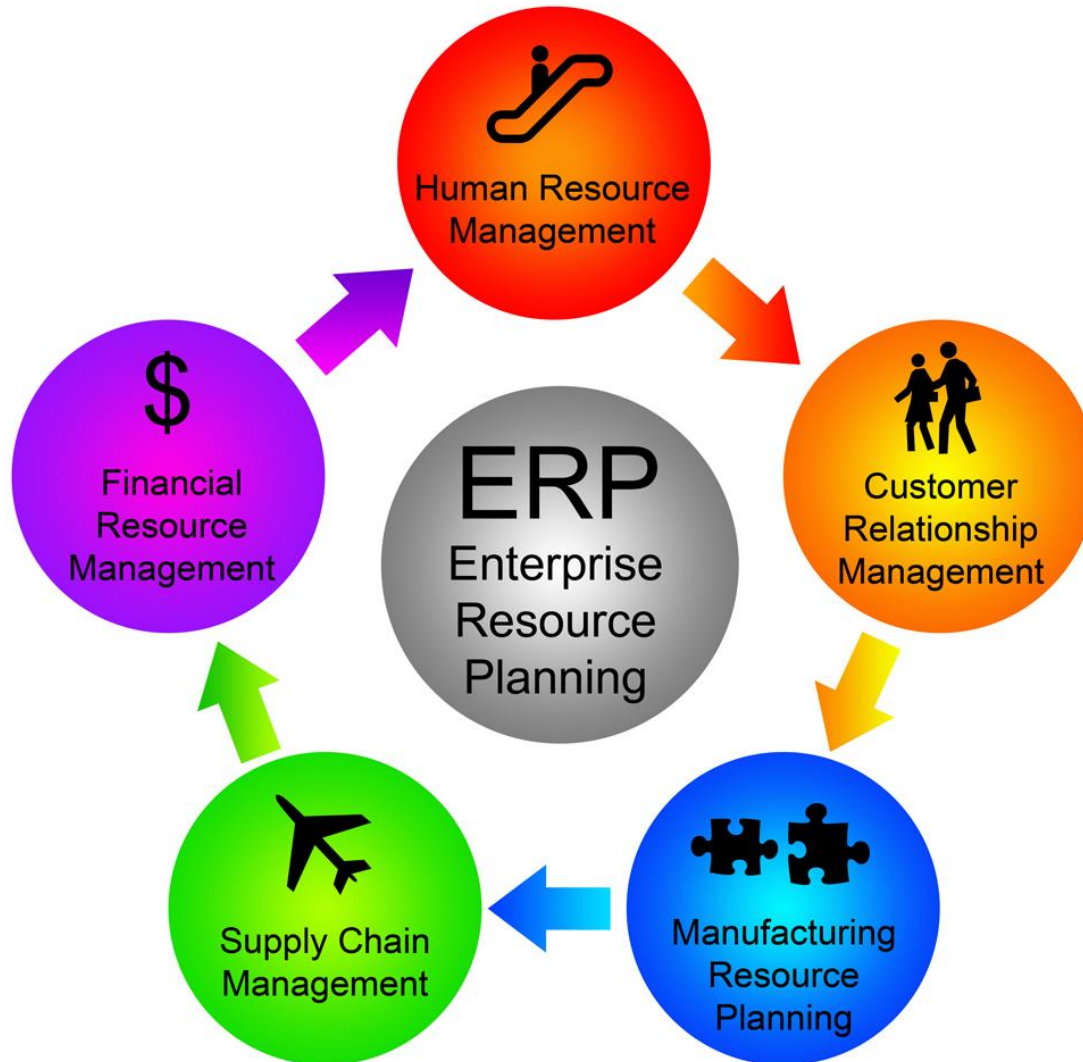 Human Resource
Management
$
Financial
Resource
Management
ERP
Enterprise
Resource
Planning
Customer
Relationship
Management
Supply Chain
Management
Manufacturing
Resource
Planning